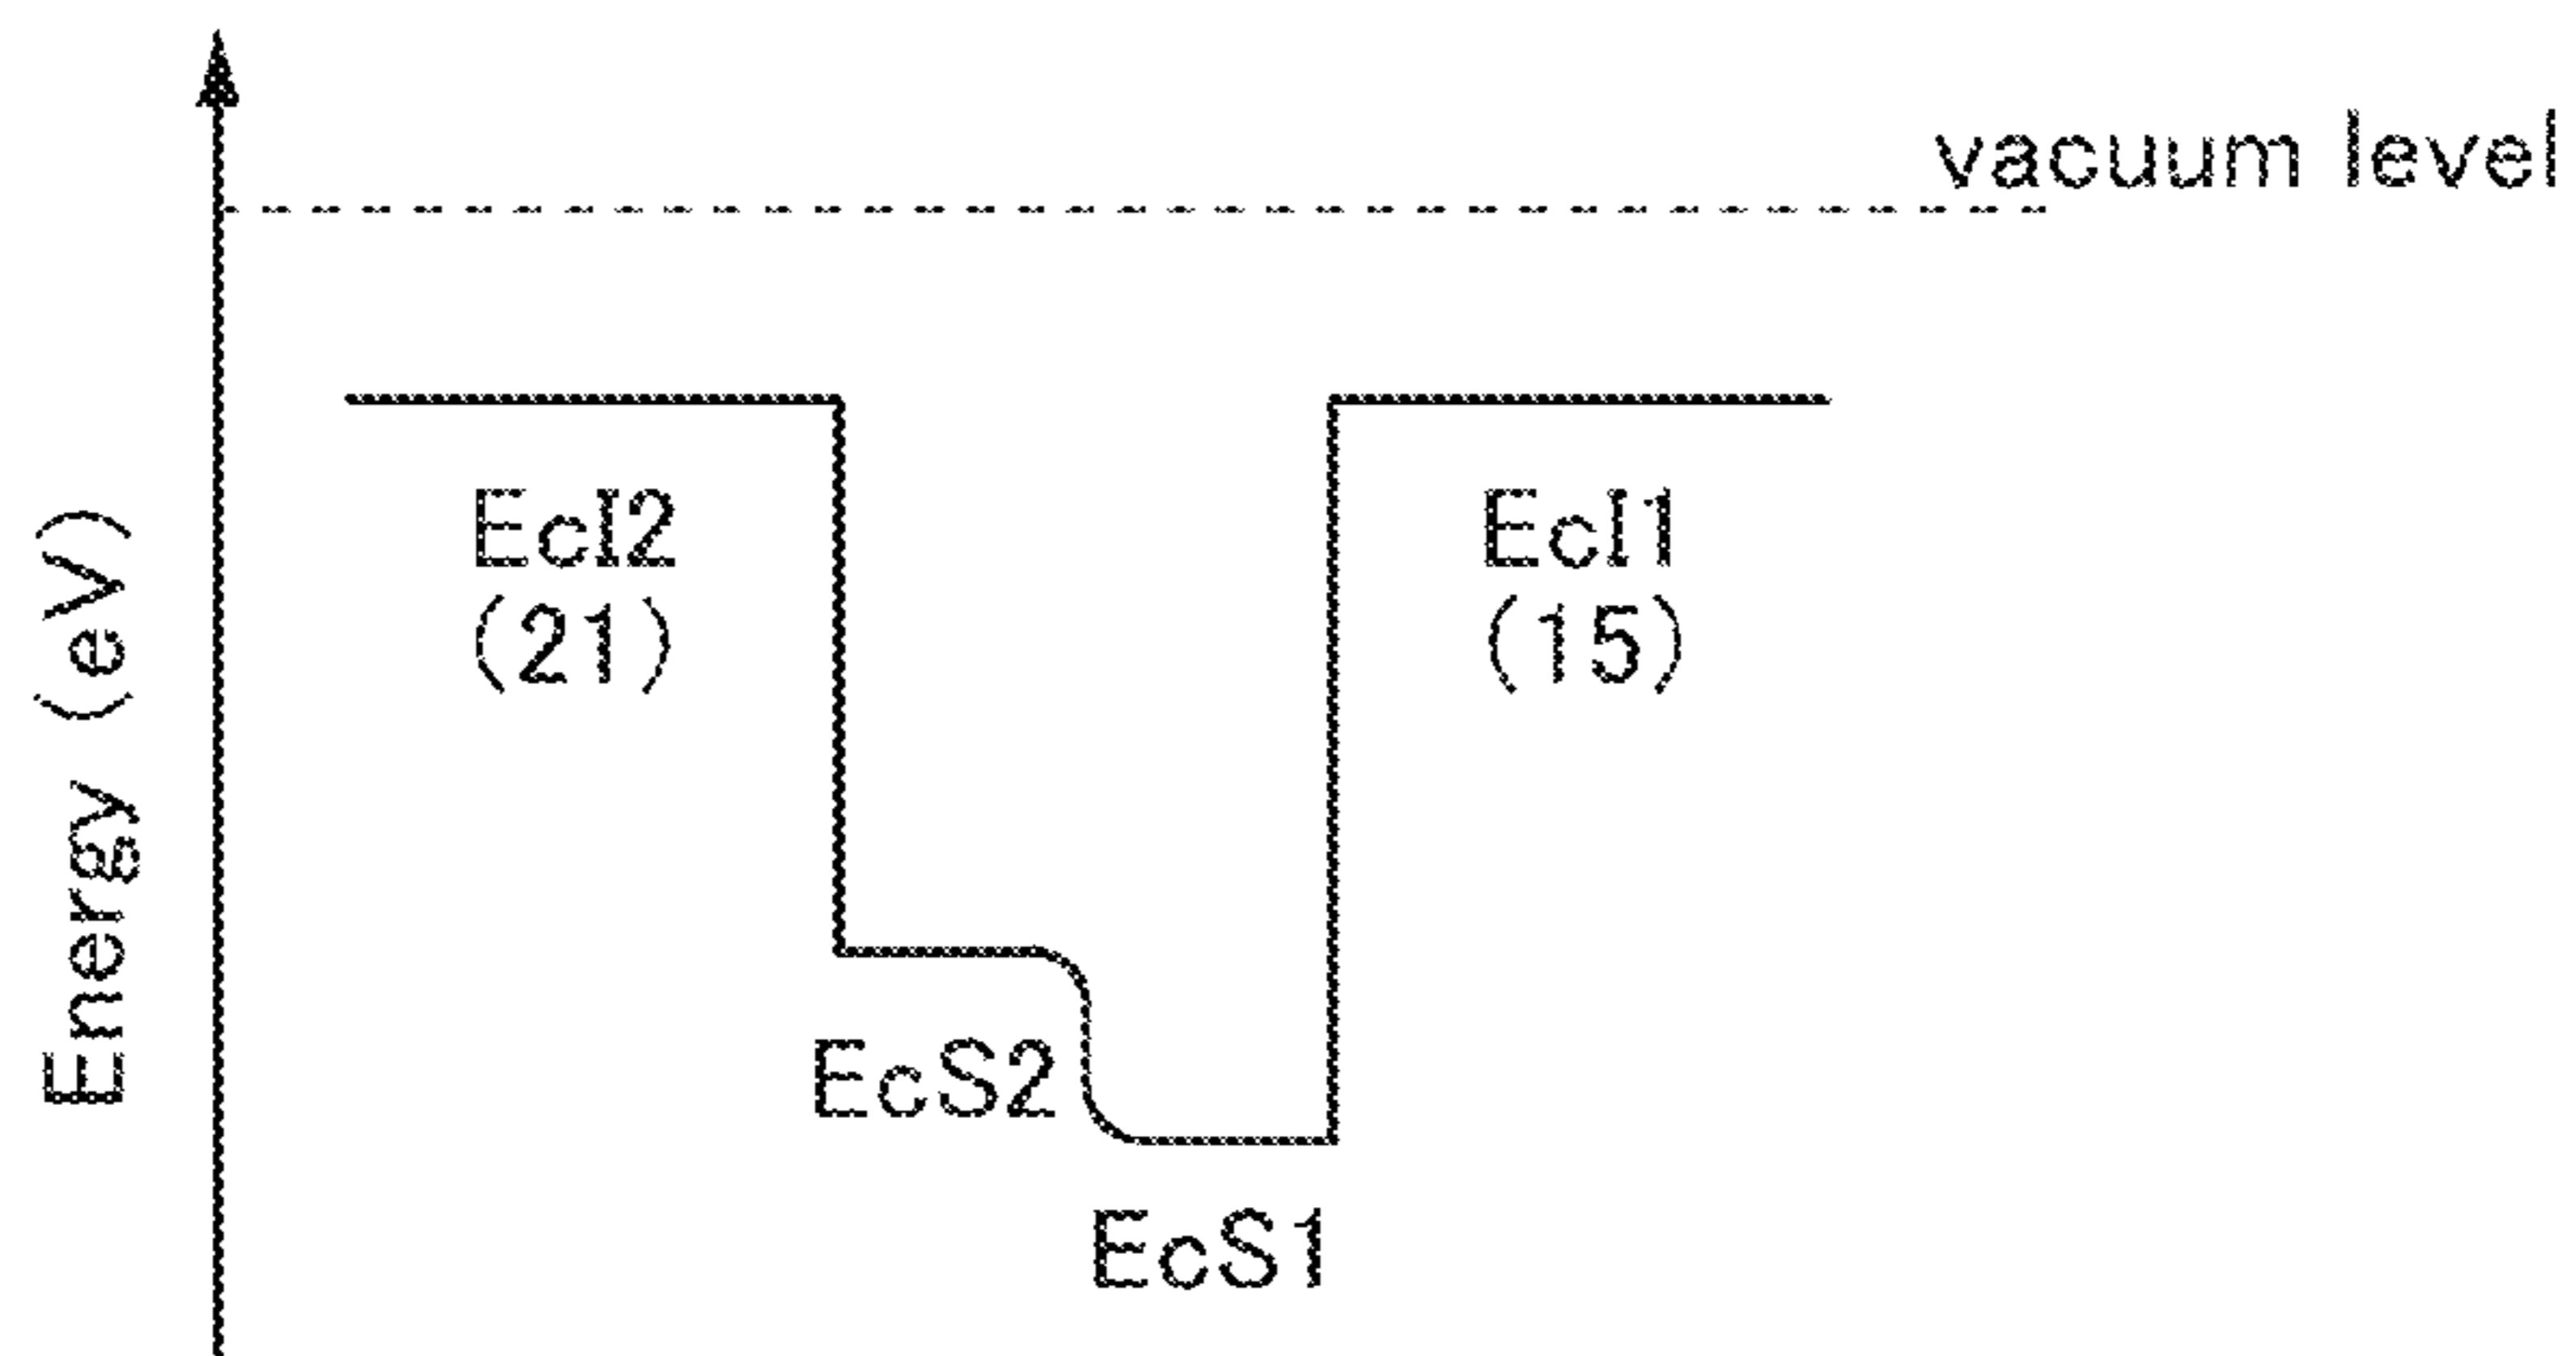 vacuum level
Energy (eV)
EcI2
(21)
EcI1
(15)
EcS2
EcS1